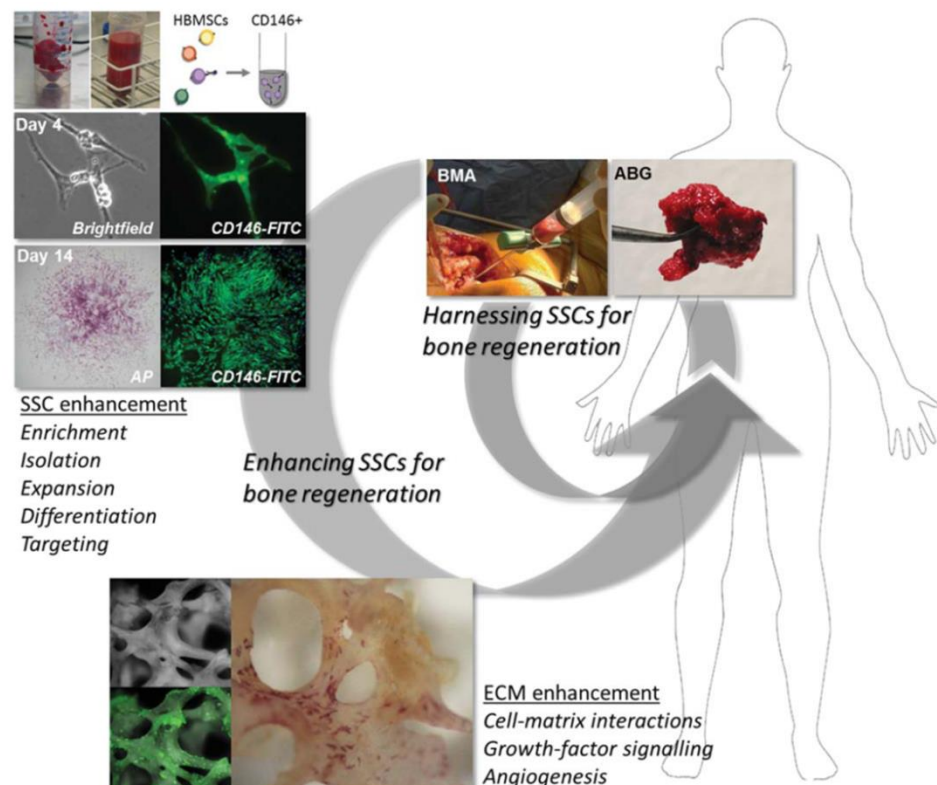 HBMSCs
CD146+
Day 4
Brightfield
CD146-FITC
Day 14
AP
CD146-FITC
SSC enhancement
Enrichment
Isolation
Expansion
Differentiation
Targeting
BMA
ABG
Harnessing SSCs for
bone regeneration
Enhancing SSCs for
bone regeneration
ECM enhancement
Cell-matrix interactions
Growth-factor signalling
Angiogenesis